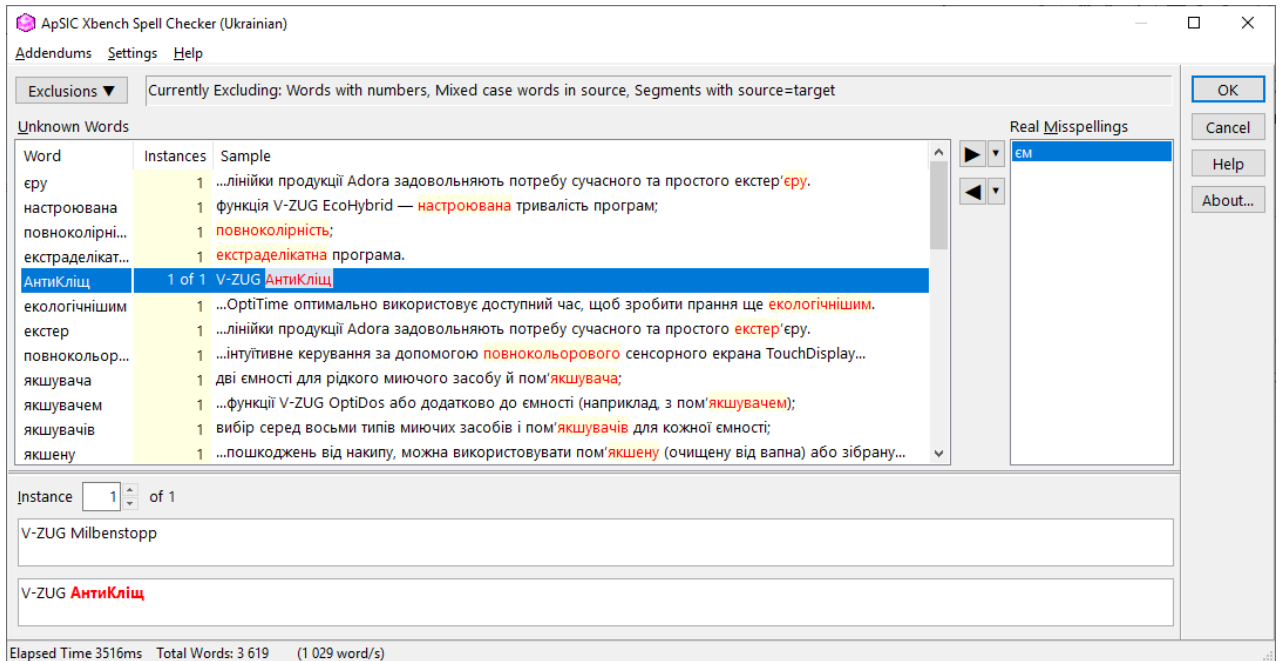 ApSIC Xbench Spell Checker (Ukrainian)
Addendums Settings Help
Exclusions ▼ Currently Excluding: Words with numbers, Mixed case words in source, Segments with source=target OK
Unknown Words Real Misspellings Cancel
Word Instances Sample єм Help
єру 1 ...лінійки продукції Adora задовольняють потребу сучасного та простого екстер'єру.
настроювана 1 функція V-ZUG EcoHybrid — настроювана тривалість програм; About...
повноколірні... 1 повноколірність;
екстраделікат... 1 екстраделікатна програма.
АнтиКліщ 1 of 1 V-ZUG АнтиКліщ
екологічнішим 1 ...OptiTime оптимально використовує доступний час, щоб зробити прання ще екологічнішим.
екстер 1 ...лінійки продукції Adora задовольняють потребу сучасного та простого екстер'єру.
повнокольор... 1 ...інтуїтивне керування за допомогою повнокольорового сенсорного екрана TouchDisplay...
якшувача 1 дві ємності для рідкого миючого засобу й пом'якшувача;
якшувачем 1 ...функції V-ZUG OptiDos або додатково до ємності (наприклад, з пом'якшувачем);
якшувачів 1 вибір серед восьми типів миючих засобів і пом'якшувачів для кожної ємності;
якшену 1 ...пошкоджень від накипу, можна використовувати пом'якшену (очищену від вапна) або зібрану...
Instance 1 of 1
V-ZUG Milbenstopp
V-ZUG АнтиКліщ
Elapsed Time 3516ms Total Words: 3 619 (1 029 word/s)